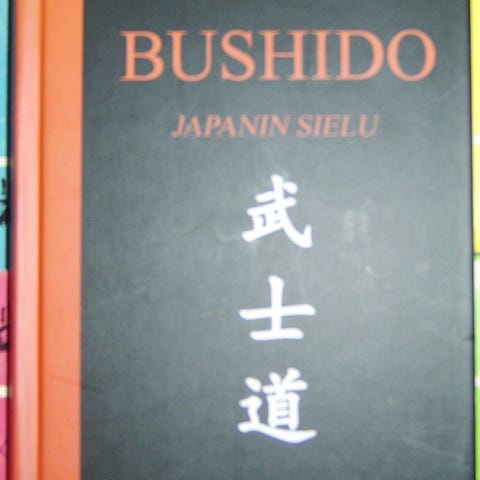 BUSHIDO
JAPANIN SIELU
武
士
道